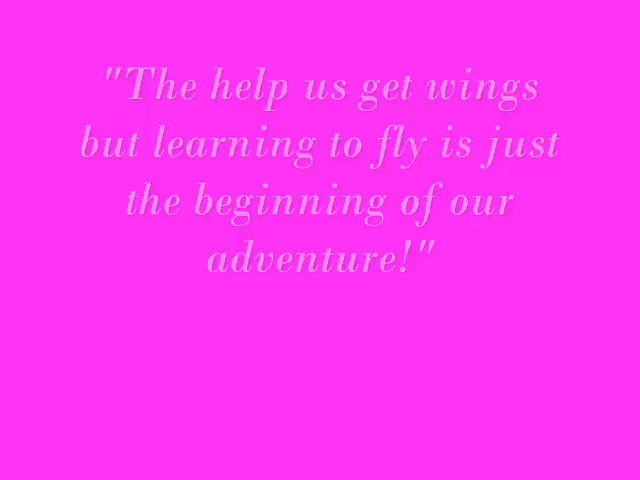 "The help us get wings
but learning to fly is just
the beginning of our
adventure!"